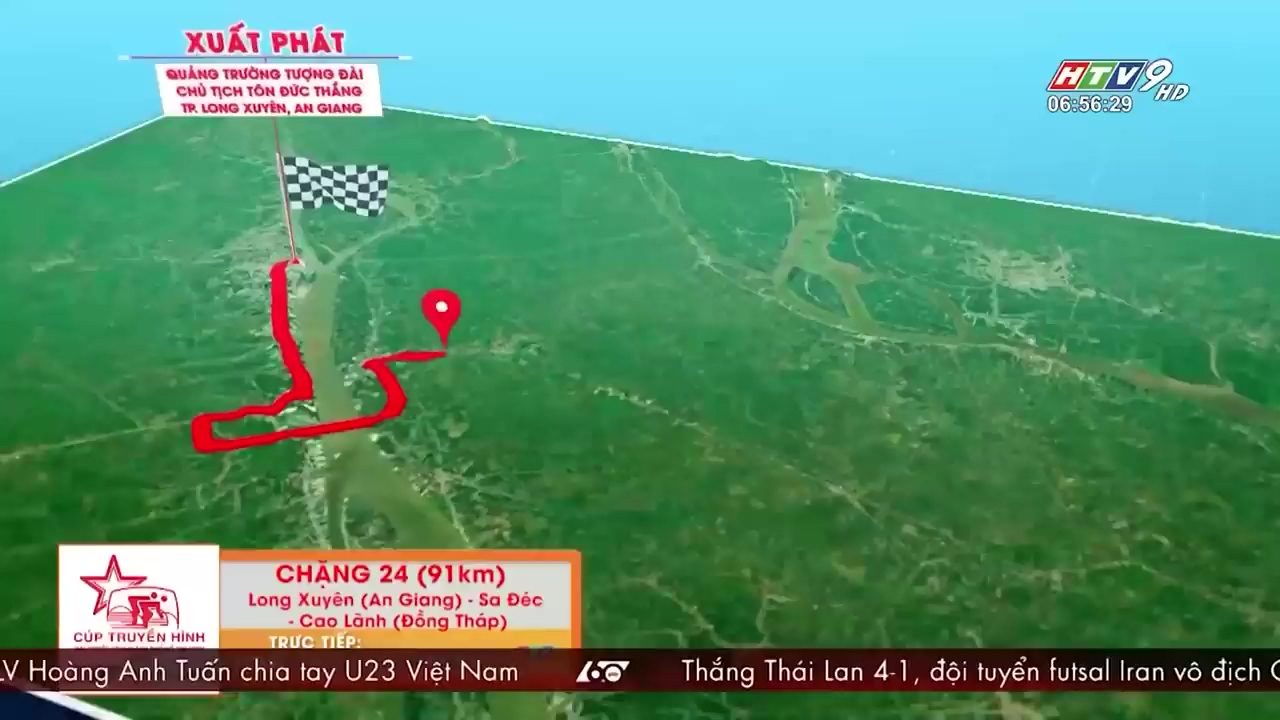 XUẤT PHÁT
QUẢNG TRƯỜNG TƯỢNG ĐÀI
CHỦ TỊCH TÔN ĐỨC THẮNG
TP. LONG XUYÊN, AN GIANG
HTV9 HD
06:56:29
CHẶNG 24 (91km)
Long Xuyên (An Giang) - Sa Đéc
- Cao Lãnh (Đồng Tháp)
TRỰC TIẾP:
CÚP TRUYỀN HÌNH
LV Hoàng Anh Tuấn chia tay U23 Việt Nam
60
Thắng Thái Lan 4-1, đội tuyển futsal Iran vô địch